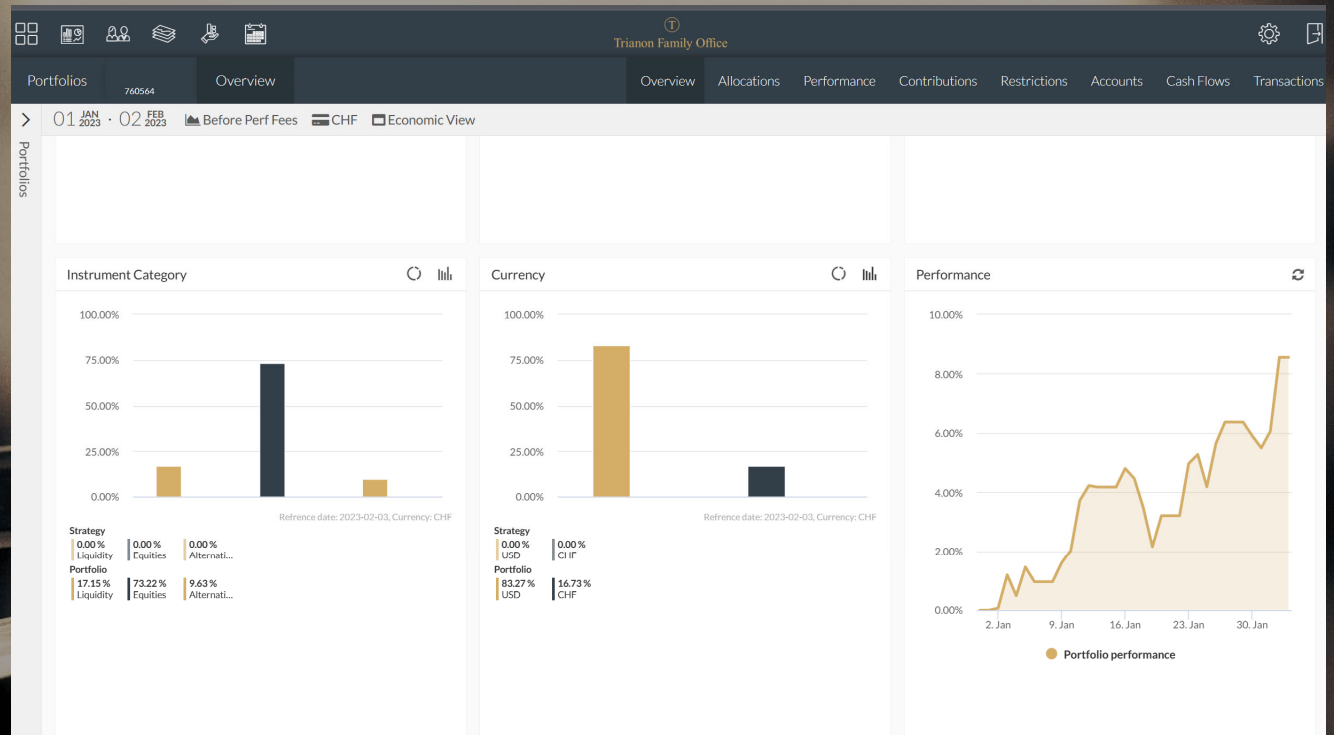 T
Trianon Family Office
Portfolios
760564
Overview
Overview Allocations Performance Contributions Restrictions Accounts Cash Flows Transactions
01 JAN 2023 · 02 FEB 2023 Before Perf Fees CHF Economic View
Portfolios
Instrument Category
100.00%
75.00%
50.00%
25.00%
0.00%
Refrence date: 2023-02-03, Currency: CHF
Strategy
0.00 % 0.00 % 0.00 %
Liquidity Equities Alternati...
Portfolio
17.15 % 73.22 % 9.63 %
Liquidity Equities Alternati...
Currency
100.00%
75.00%
50.00%
25.00%
0.00%
Refrence date: 2023-02-03, Currency: CHF
Strategy
0.00 % 0.00 %
USD CHF
Portfolio
83.27 % 16.73 %
USD CHF
Performance
10.00%
8.00%
6.00%
4.00%
2.00%
0.00%
2. Jan 9. Jan 16. Jan 23. Jan 30. Jan
Portfolio performance